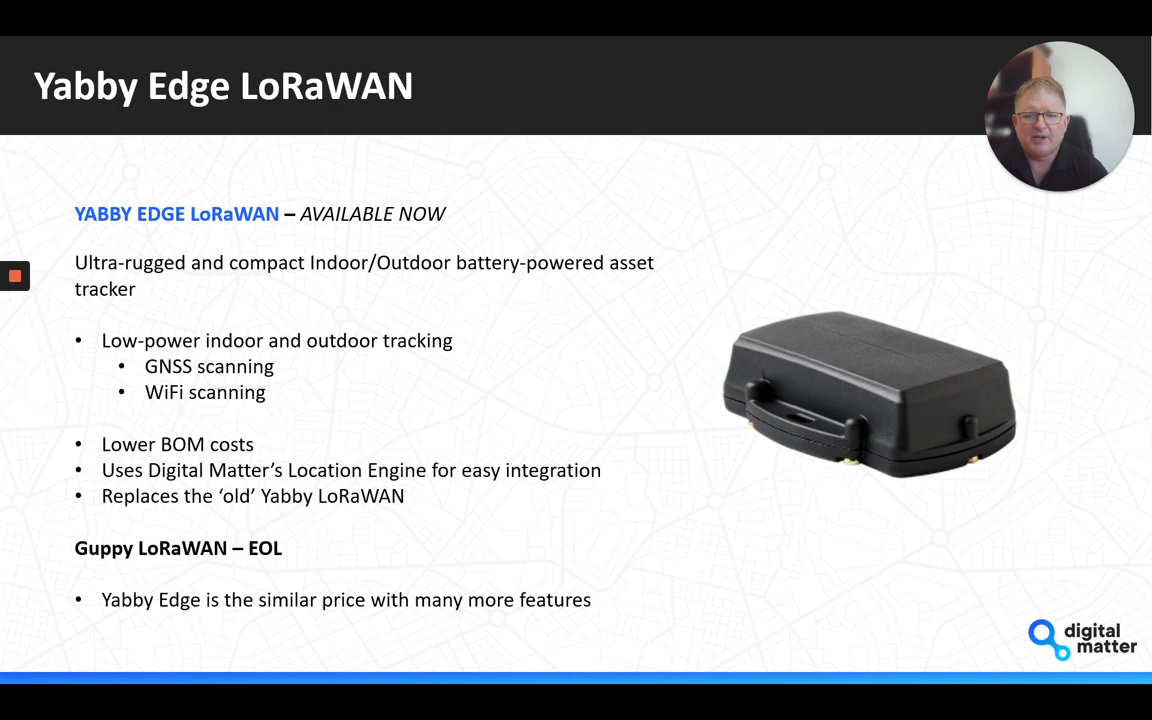 Yabby Edge LoRaWAN
YABBY EDGE LoRaWAN – AVAILABLE NOW
Ultra-rugged and compact Indoor/Outdoor battery-powered asset
tracker
• Low-power indoor and outdoor tracking
• GNSS scanning
• WiFi scanning
• Lower BOM costs
• Uses Digital Matter’s Location Engine for easy integration
• Replaces the ‘old’ Yabby LoRaWAN
Guppy LoRaWAN – EOL
• Yabby Edge is the similar price with many more features
digital
matter